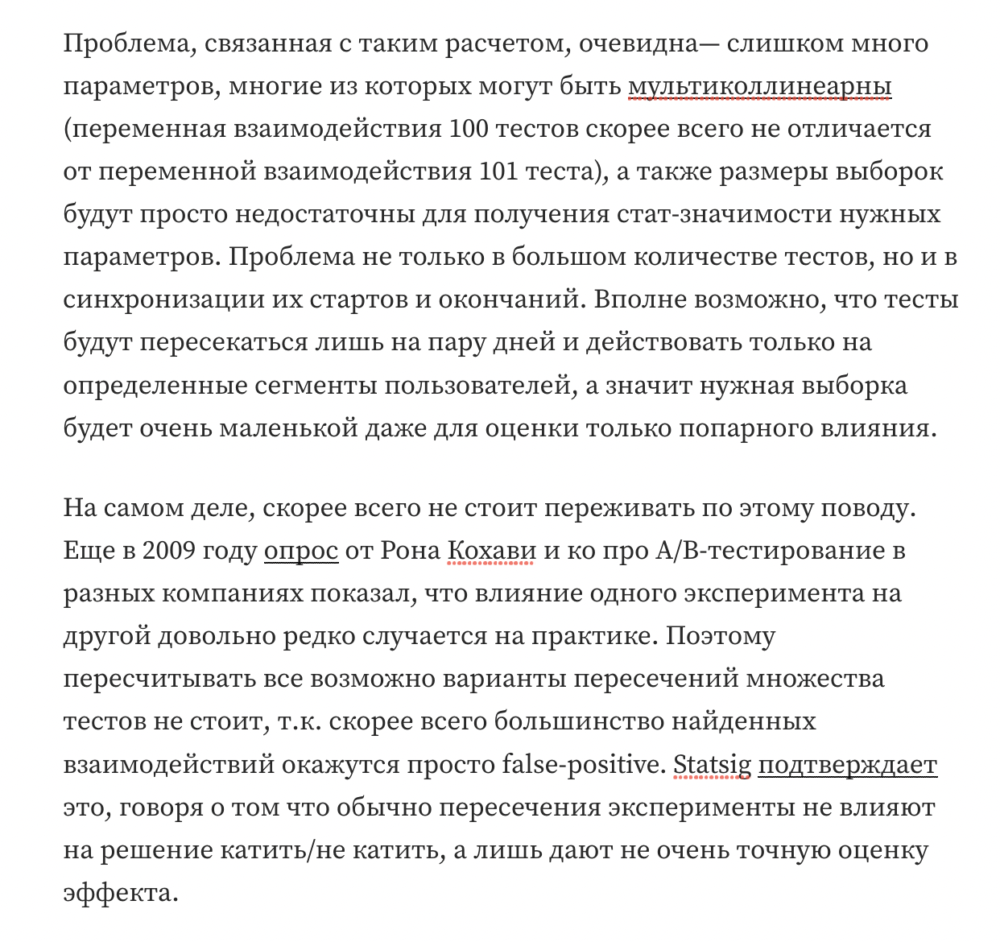 Проблема, связанная с таким расчетом, очевидна— слишком много
параметров, многие из которых могут быть мультиколлинеарны
(переменная взаимодействия 100 тестов скорее всего не отличается
от переменной взаимодействия 101 теста), а также размеры выборок
будут просто недостаточны для получения стат-значимости нужных
параметров. Проблема не только в большом количестве тестов, но и в
синхронизации их стартов и окончаний. Вполне возможно, что тесты
будут пересекаться лишь на пару дней и действовать только на
определенные сегменты пользователей, а значит нужная выборка
будет очень маленькой даже для оценки только попарного влияния.
На самом деле, скорее всего не стоит переживать по этому поводу.
Еще в 2009 году опрос от Рона Кохави и ко про A/B-тестирование в
разных компаниях показал, что влияние одного эксперимента на
другой довольно редко случается на практике. Поэтому
пересчитывать все возможно варианты пересечений множества
тестов не стоит, т.к. скорее всего большинство найденных
взаимодействий окажутся просто false-positive. Statsig подтверждает
это, говоря о том что обычно пересечения эксперименты не влияют
на решение катить/не катить, а лишь дают не очень точную оценку
эффекта.